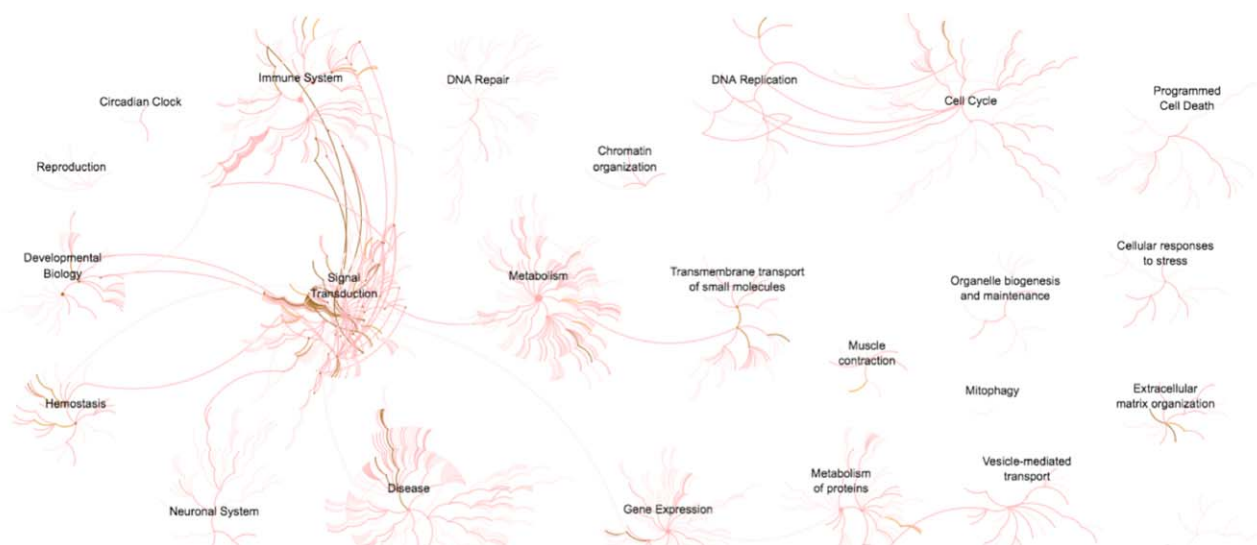 Immune System
DNA Repair
DNA Replication
Cell Cycle
Programmed
Cell Death
Circadian Clock
Reproduction
Chromatin
organization
Developmental
Biology
Signal
Transduction
Metabolism
Transmembrane transport
of small molecules
Organelle biogenesis
and maintenance
Cellular responses
to stress
Muscle
contraction
Mitophagy
Extracellular
matrix organization
Hemostasis
Disease
Neuronal System
Gene Expression
Metabolism
of proteins
Vesicle-mediated
transport